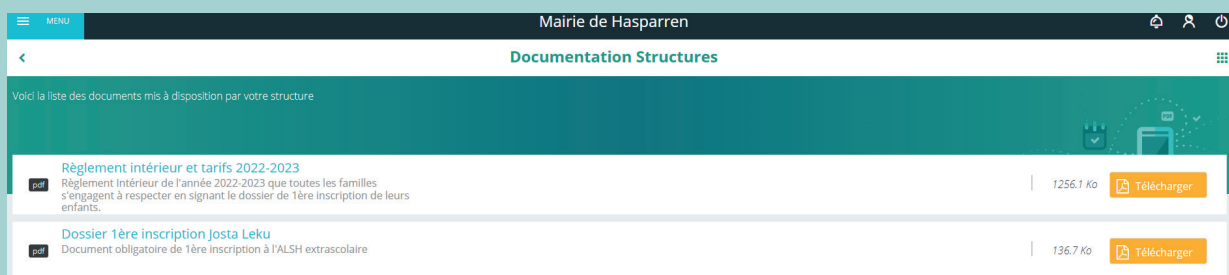 MENU
Mairie de Hasparren
Documentation Structures
Voici la liste des documents mis à disposition par votre structure
PDF
Règlement intérieur et tarifs 2022-2023
pdf
Règlement Intérieur de l'année 2022-2023 que toutes les familles
s'engagent à respecter en signant le dossier de 1ère inscription de leurs
enfants.
1256.1 Ko
Télécharger
Dossier 1ère inscription Josta Leku
pdf
Document obligatoire de 1ère inscription à l'ALSH extrascolaire
136.7 Ko
Télécharger